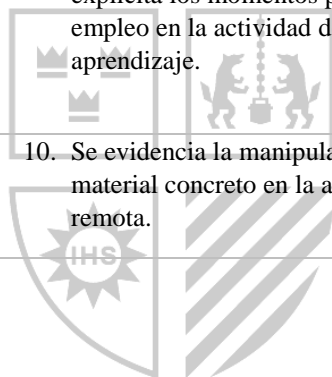 empleo en la actividad d
aprendizaje.
10. Se evidencia la manipula
material concreto en la a
remota.
IHS